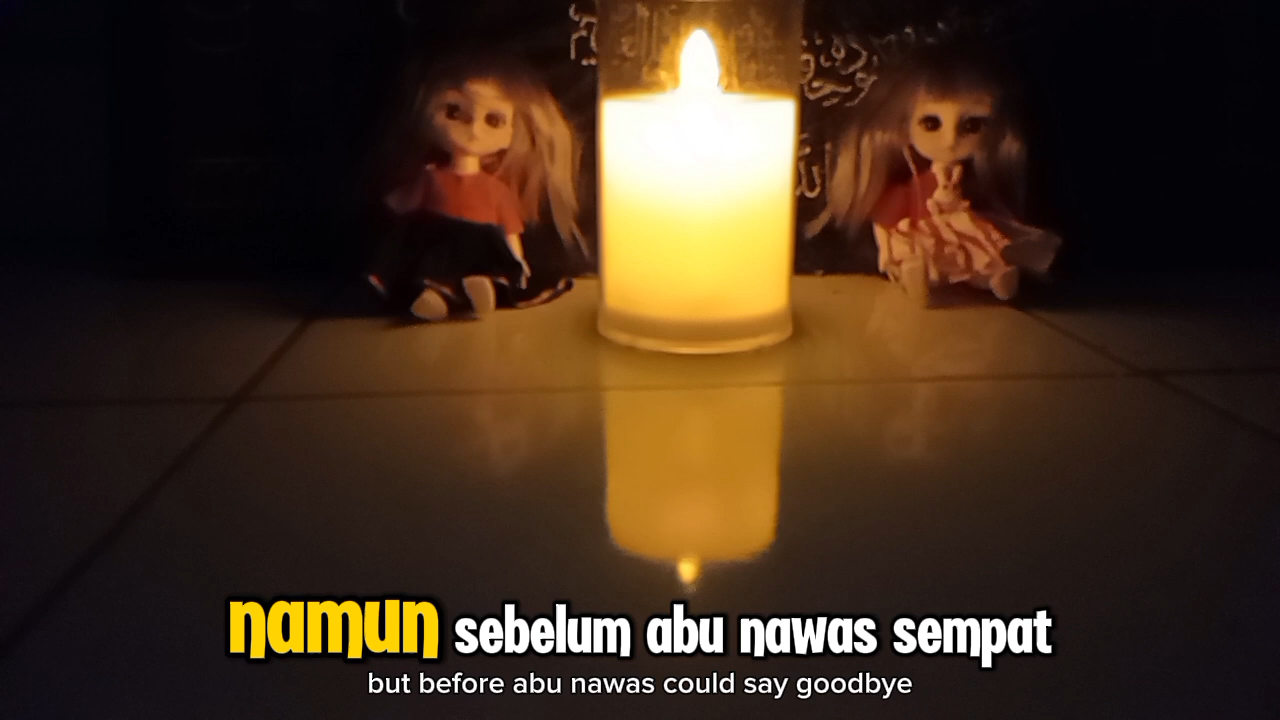 namun sebelum abu nawas sempat
but before abu nawas could say goodbye